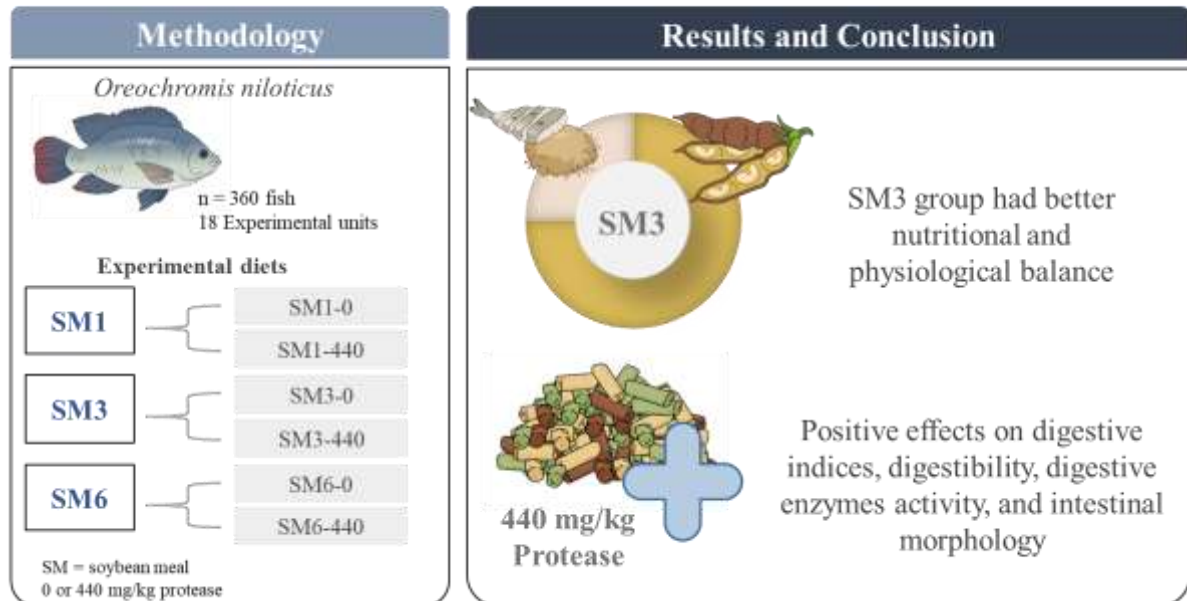 Methodology
Oreochromis niloticus
n = 360 fish
18 Experimental units
Experimental diets
SM1
SM1-0
SM1-440
SM3
SM3-0
SM3-440
SM6
SM6-0
SM6-440
SM = soybean meal
0 or 440 mg/kg protease
Results and Conclusion
SM3
SM3 group had better
nutritional and
physiological balance
440 mg/kg
Protease
Positive effects on digestive
indices, digestibility, digestive
enzymes activity, and intestinal
morphology